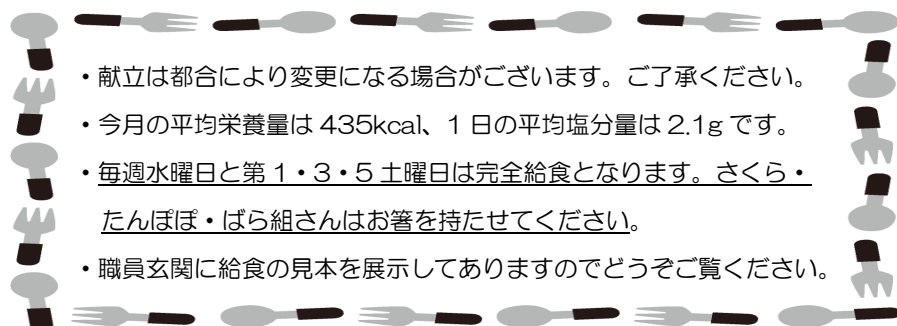 ・献立は都合により変更になる場合がございます。ご了承ください。
・今月の平均栄養量は 435kcal、1 日の平均塩分量は 2.1g です。
・毎週水曜日と第 1・3・5 土曜日は完全給食となります。さくら・
たんぽぽ・ばら組さんはお箸を持たせてください。
・職員玄関に給食の見本を展示してありますのでどうぞご覧ください。